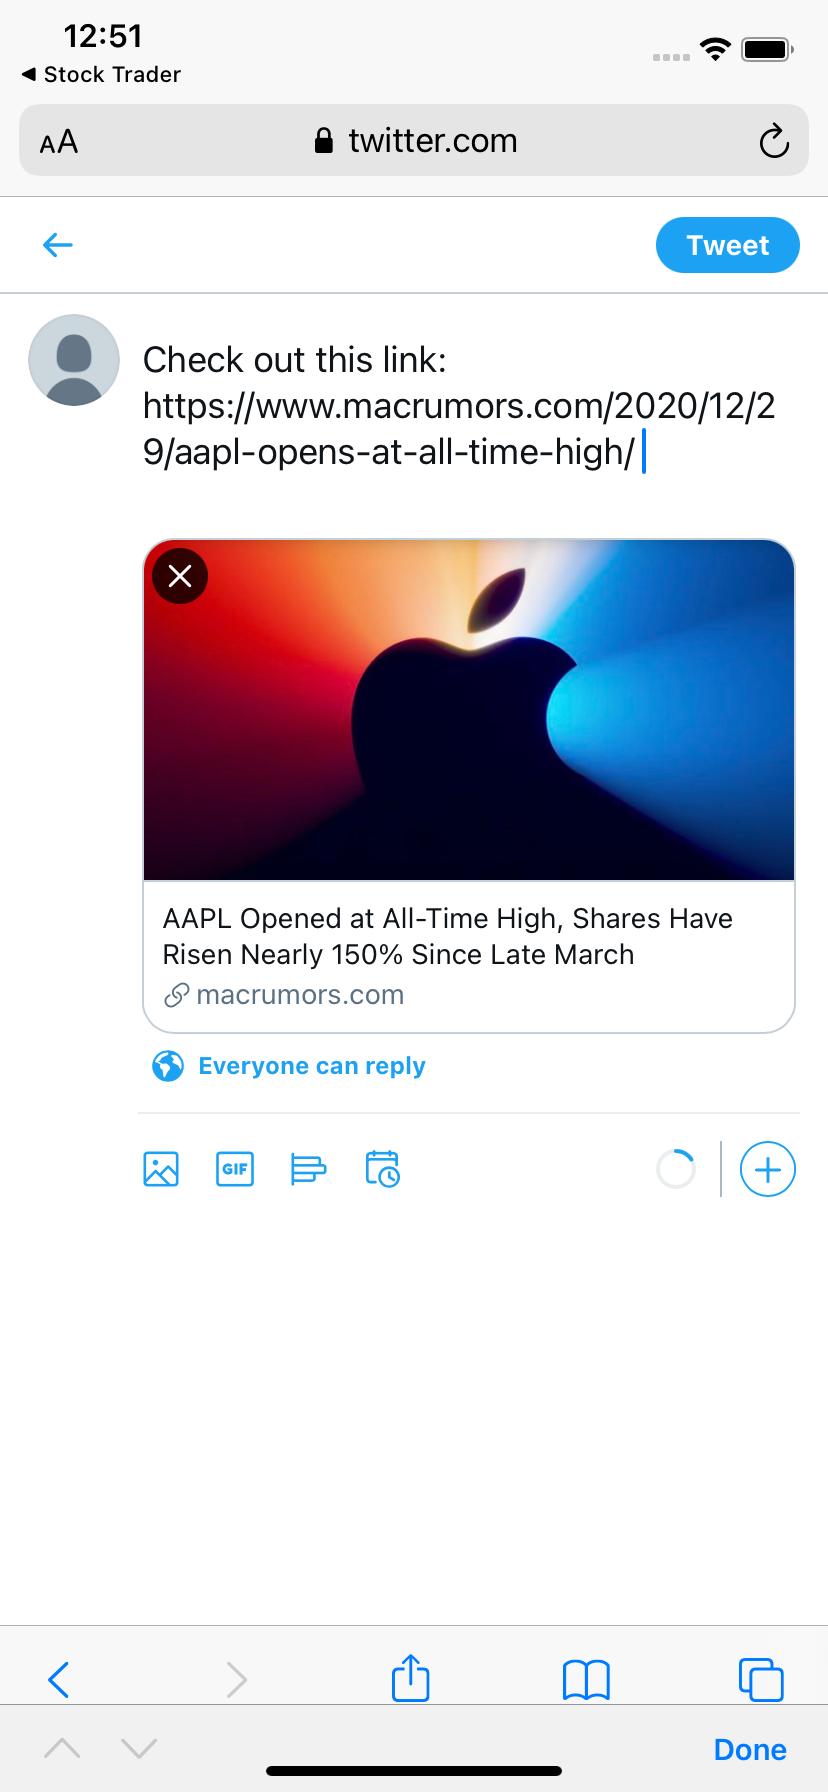 12:51
◀ Stock Trader
AA
twitter.com
Tweet
Check out this link:
https://www.macrumors.com/2020/12/2
9/aapl-opens-at-all-time-high/
AAPL Opened at All-Time High, Shares Have
Risen Nearly 150% Since Late March
macrumors.com
Everyone can reply
GIF
Done